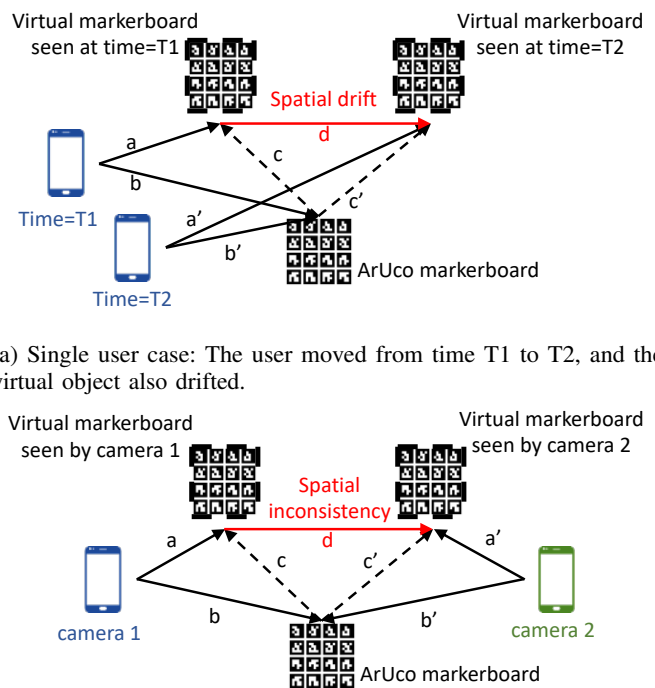 Virtual markerboard
seen at time=T1
Virtual markerboard
seen at time=T2
Spatial drift
d
a
b
c
c’
a’
b’
Time=T1
Time=T2
ArUco markerboard
a) Single user case: The user moved from time T1 to T2, and the
virtual object also drifted.
Virtual markerboard
seen by camera 1
Virtual markerboard
seen by camera 2
Spatial
inconsistency
d
a
a’
c
c’
b
b’
camera 1
camera 2
ArUco markerboard